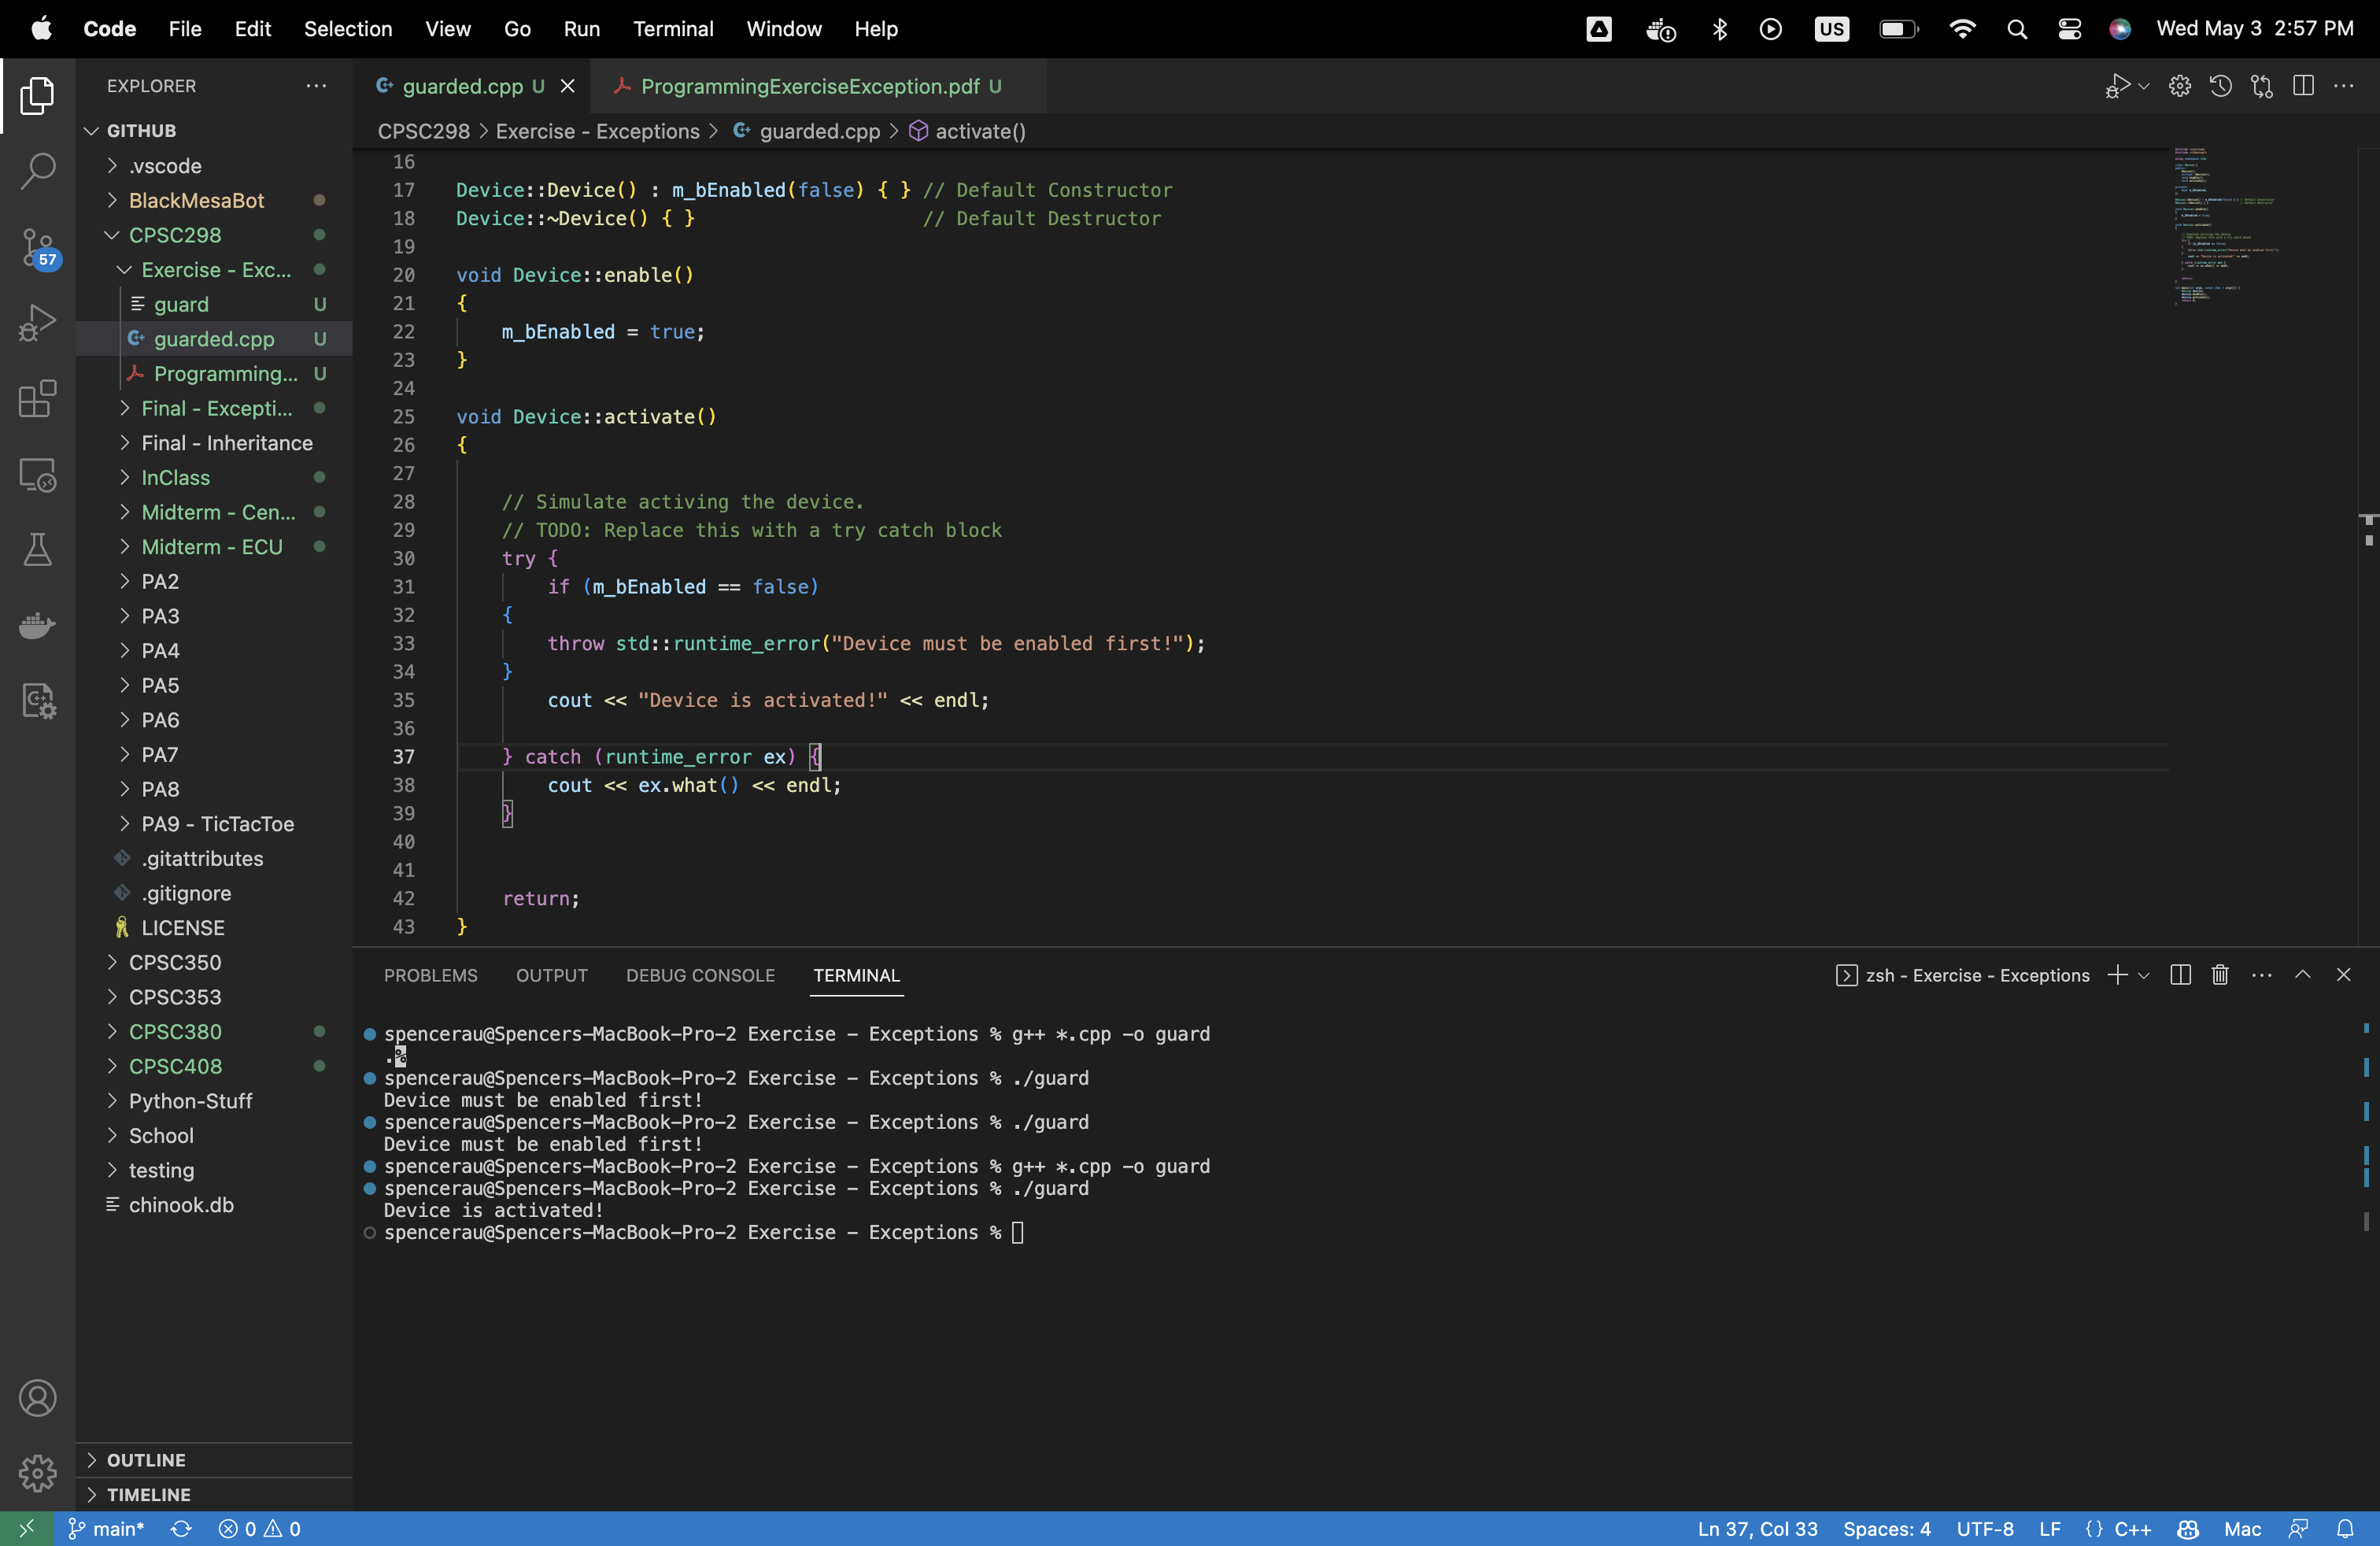 Code File Edit Selection View Go Run Terminal Window Help US Wed May 3 2:57 PM
EXPLORER
guarded.cpp U
ProgrammingExerciseException.pdf U
GITHUB
CPSC298 > Exercise - Exceptions > guarded.cpp > activate()
.vscode
BlackMesaBot
CPSC298
57
Exercise - Exc...
guard U
guarded.cpp U
Programming... U
Final - Excepti...
Final - Inheritance
InClass
Midterm - Cen...
Midterm - ECU
PA2
PA3
PA4
PA5
PA6
PA7
PA8
PA9 - TicTacToe
.gitattributes
.gitignore
LICENSE
CPSC350
CPSC353
CPSC380
CPSC408
Python-Stuff
School
testing
chinook.db
OUTLINE
TIMELINE
16
17 Device::Device() : m_bEnabled(false) { } // Default Constructor
18 Device::~Device() { } // Default Destructor
19
20 void Device::enable()
21 {
22 m_bEnabled = true;
23 }
24
25 void Device::activate()
26 {
27
28 // Simulate activing the device.
29 // TODO: Replace this with a try catch block
30 try {
31 if (m_bEnabled == false)
32 {
33 throw std::runtime_error("Device must be enabled first!");
34 }
35 cout << "Device is activated!" << endl;
36
37 } catch (runtime_error ex) {
38 cout << ex.what() << endl;
39 }
40
41
42 return;
43 }
PROBLEMS OUTPUT DEBUG CONSOLE TERMINAL
zsh - Exercise - Exceptions
spencerau@Spencers-MacBook-Pro-2 Exercise - Exceptions % g++ *.cpp -o guard
.%
spencerau@Spencers-MacBook-Pro-2 Exercise - Exceptions % ./guard
Device must be enabled first!
spencerau@Spencers-MacBook-Pro-2 Exercise - Exceptions % ./guard
Device must be enabled first!
spencerau@Spencers-MacBook-Pro-2 Exercise - Exceptions % g++ *.cpp -o guard
spencerau@Spencers-MacBook-Pro-2 Exercise - Exceptions % ./guard
Device is activated!
spencerau@Spencers-MacBook-Pro-2 Exercise - Exceptions %
main* 0 0 Ln 37, Col 33 Spaces: 4 UTF-8 LF {} C++ Mac